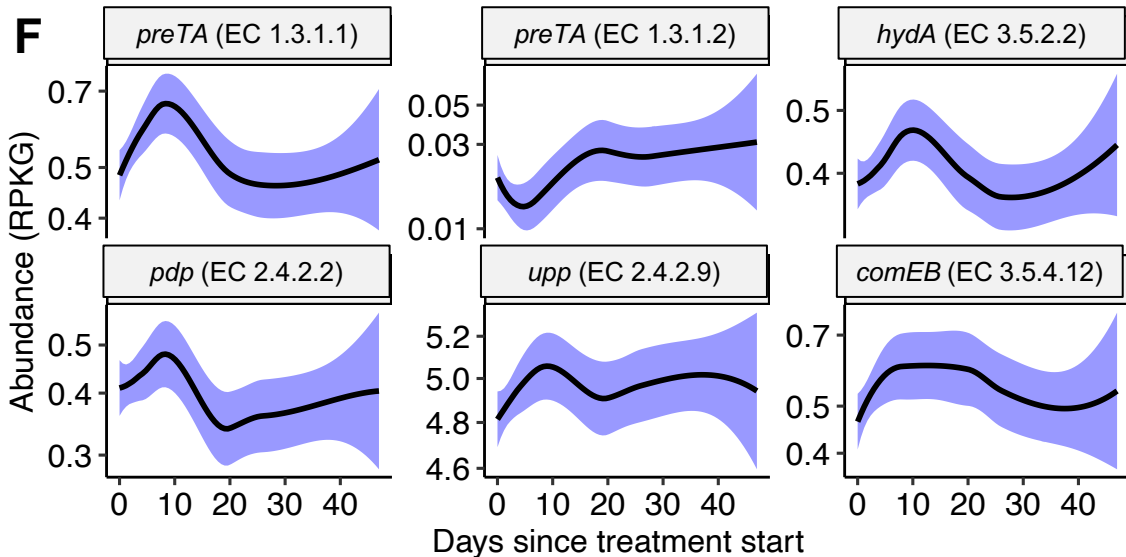 F
preTA (EC 1.3.1.1)
preTA (EC 1.3.1.2)
hydA (EC 3.5.2.2)
0.7
0.5
0.4
0.05
0.03
0.01
0.5
0.4
pdp (EC 2.4.2.2)
upp (EC 2.4.2.9)
comEB (EC 3.5.4.12)
0.5
0.4
0.3
5.2
5.0
4.8
4.6
0.7
0.5
0.4
0 10 20 30 40
0 10 20 30 40
0 10 20 30 40
Abundance (RPKG)
Days since treatment start